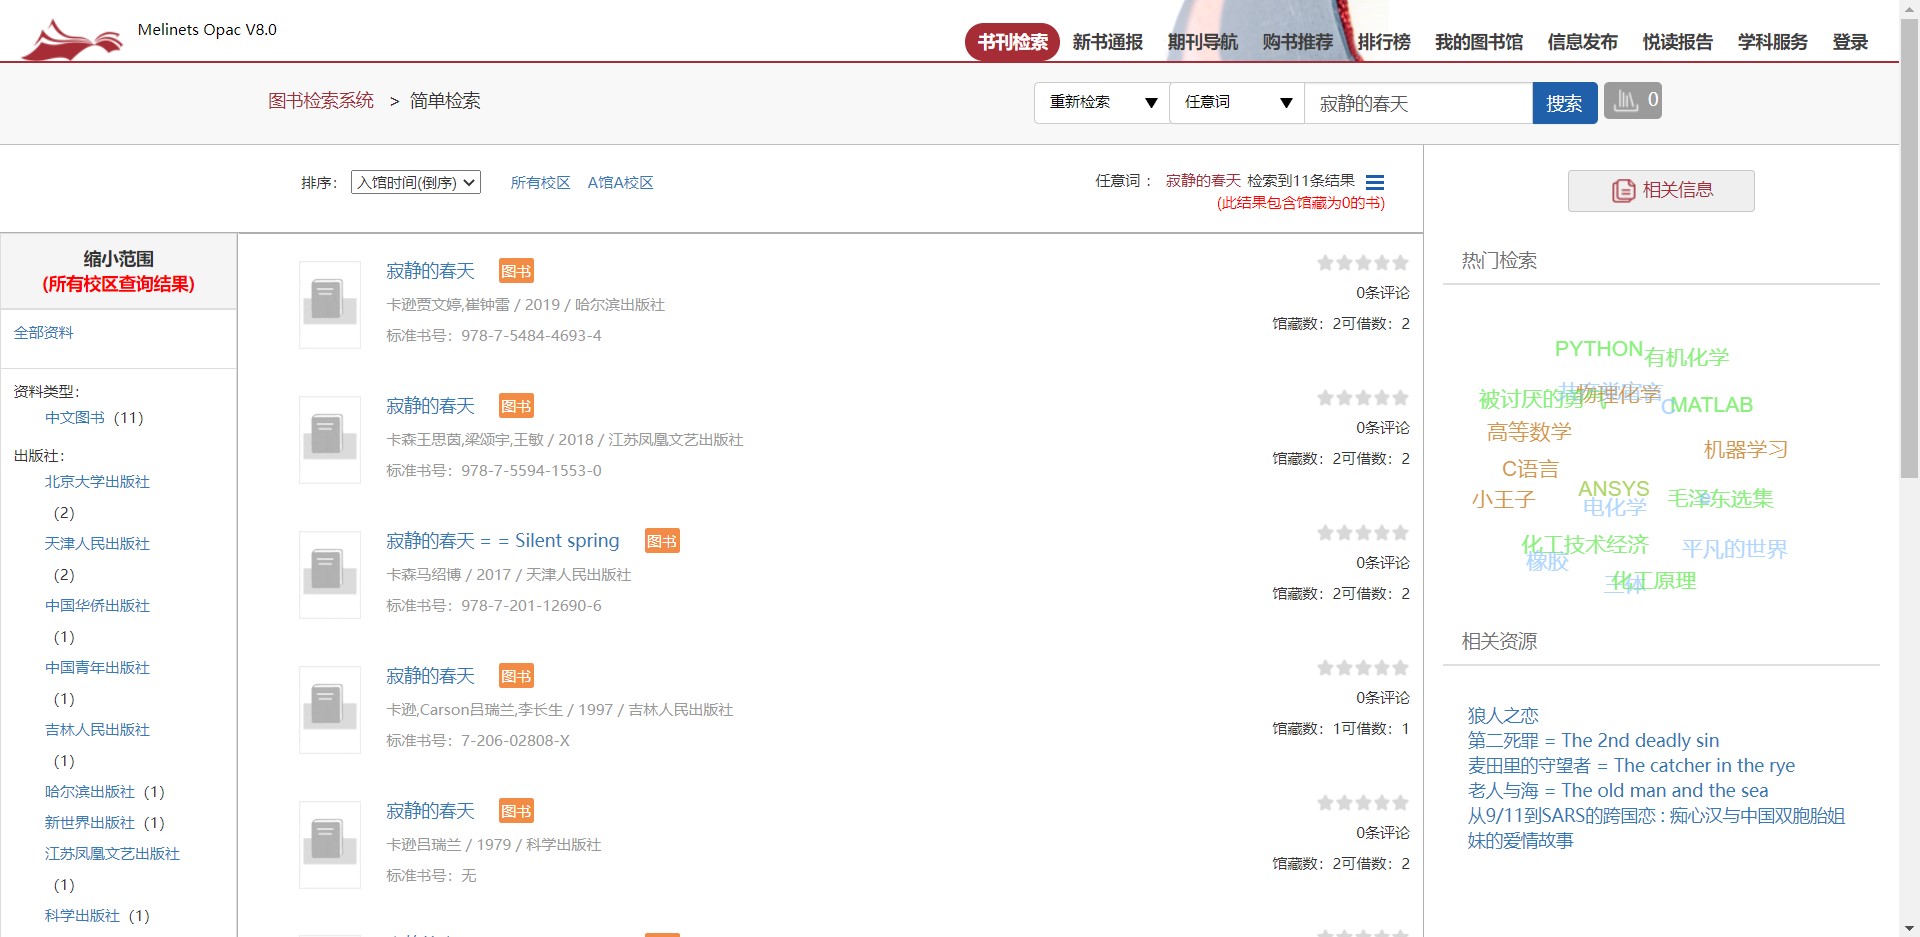 Melinets Opac V8.0
书刊检索 新书通报 期刊导航 购书推荐 排行榜 我的图书馆 信息发布 悦读报告 学科服务 登录
图书检索系统 > 简单检索
重新检索 任意词 寂静的春天 搜索 0
排序： 入馆时间(倒序) 所有校区 A馆A校区
任意词： 寂静的春天 检索到11条结果
(此结果包含馆藏为0的书)
相关信息
缩小范围
(所有校区查询结果)
全部资料
资料类型：
中文图书 (11)
出版社：
北京大学出版社
(2)
天津人民出版社
(2)
中国华侨出版社
(1)
中国青年出版社
(1)
吉林人民出版社
(1)
哈尔滨出版社 (1)
新世界出版社 (1)
江苏凤凰文艺出版社
(1)
科学出版社 (1)
寂静的春天 图书
卡逊贾文婷,崔钟雷 / 2019 / 哈尔滨出版社
标准书号：978-7-5484-4693-4
0条评论
馆藏数：2可借数：2
寂静的春天 图书
卡森王思茵,梁颂宇,王敏 / 2018 / 江苏凤凰文艺出版社
标准书号：978-7-5594-1553-0
0条评论
馆藏数：2可借数：2
寂静的春天 = = Silent spring 图书
卡森马绍博 / 2017 / 天津人民出版社
标准书号：978-7-201-12690-6
0条评论
馆藏数：2可借数：2
寂静的春天 图书
卡逊,Carson吕瑞兰,李长生 / 1997 / 吉林人民出版社
标准书号：7-206-02808-X
0条评论
馆藏数：1可借数：1
寂静的春天 图书
卡逊吕瑞兰 / 1979 / 科学出版社
标准书号：无
0条评论
馆藏数：2可借数：2
热门检索
PYTHON
有机化学
物理化学
被讨厌的勇气
C
MATLAB
高等数学
机器学习
C语言
ANSYS
小王子
毛泽东选集
电化学
化工技术经济
平凡的世界
橡胶
化工原理
三体
相关资源
狼人之恋
第二死罪 = The 2nd deadly sin
麦田里的守望者 = The catcher in the rye
老人与海 = The old man and the sea
从9/11到SARS的跨国恋 : 痴心汉与中国双胞胎姐
妹的爱情故事